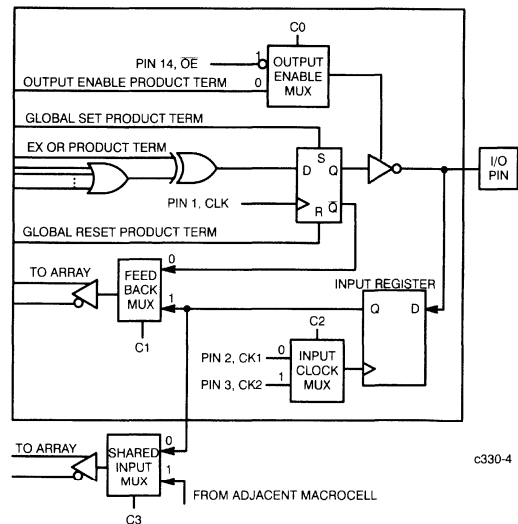 C0
PIN 14, OE
1
OUTPUT
ENABLE
MUX
OUTPUT ENABLE PRODUCT TERM
0
GLOBAL SET PRODUCT TERM
EX OR PRODUCT TERM
S
D
Q
I/O
PIN
PIN 1, CLK
R
Q
GLOBAL RESET PRODUCT TERM
TO ARRAY
FEED
BACK
MUX
0
1
C1
INPUT REGISTER
Q
D
C2
PIN 2, CK1
0
INPUT
CLOCK
MUX
PIN 3, CK2
1
TO ARRAY
SHARED
INPUT
MUX
0
1
C3
FROM ADJACENT MACROCELL
c330-4